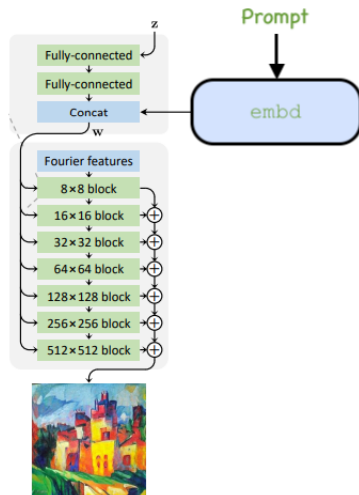 z
Prompt
Fully-connected
Fully-connected
Concat
embd
w
Fourier features
8×8 block
16×16 block
32×32 block
64×64 block
128×128 block
256×256 block
512×512 block